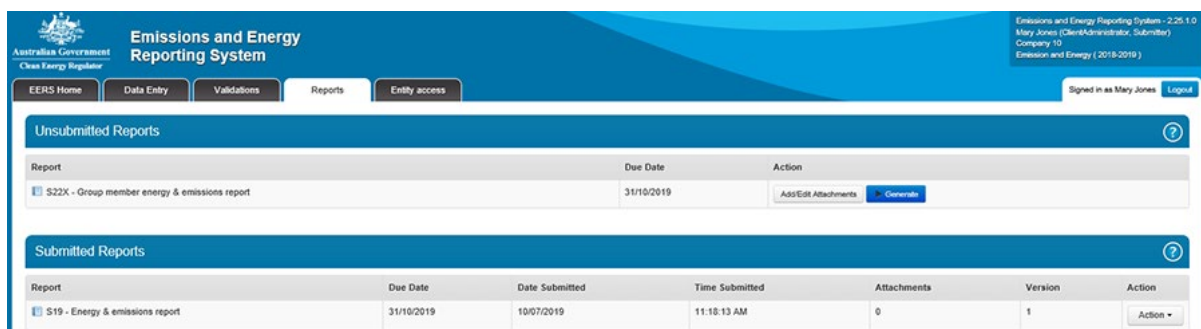 Australian Government
Clean Energy Regulator
Emissions and Energy
Reporting System
Emissions and Energy Reporting System - 2.25.1.0
Mary Jones (ClientAdministrator, Submitter)
Company 10
Emission and Energy ( 2018-2019 )
EERS Home Data Entry Validations Reports Entity access
Signed in as Mary Jones Logout
Unsubmitted Reports ?
Report Due Date Action
S22X - Group member energy & emissions report 31/10/2019 Add/Edit Attachments Generate
Submitted Reports ?
Report Due Date Date Submitted Time Submitted Attachments Version Action
S19 - Energy & emissions report 31/10/2019 10/07/2019 11:18:13 AM 0 1 Action